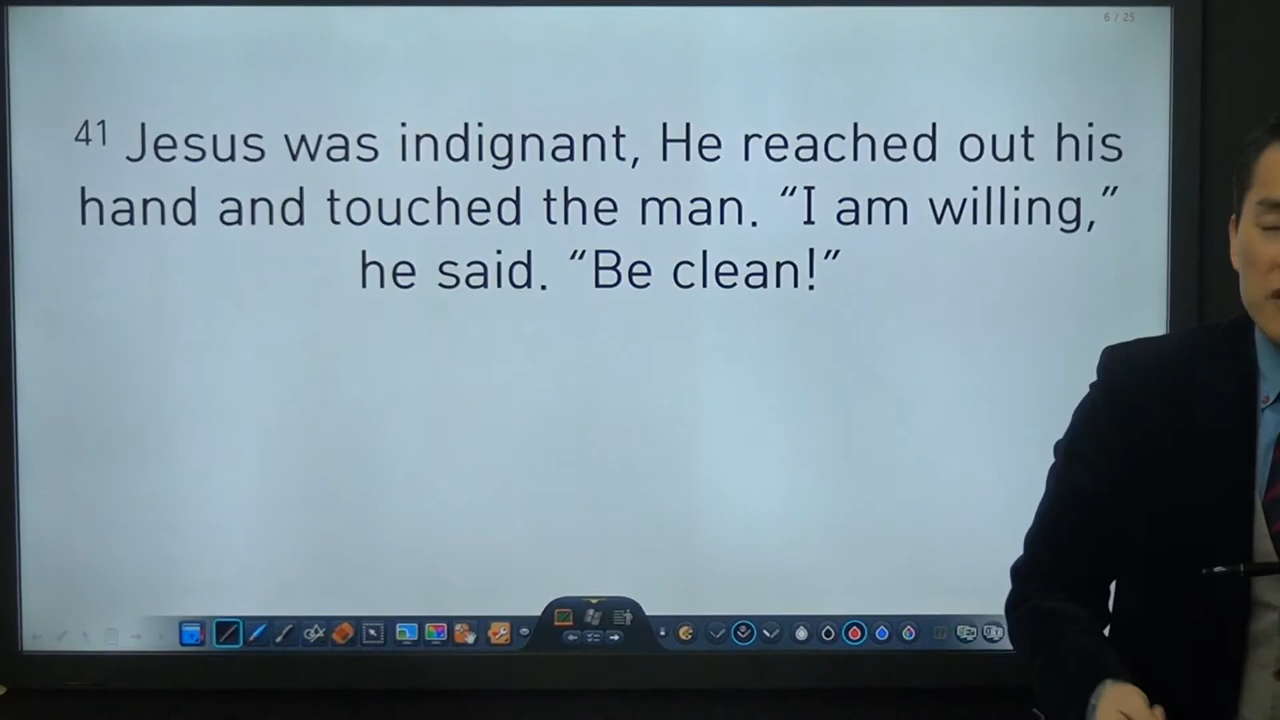 6 / 25
41 Jesus was indignant, He reached out his
hand and touched the man. “I am willing,”
he said. “Be clean!”